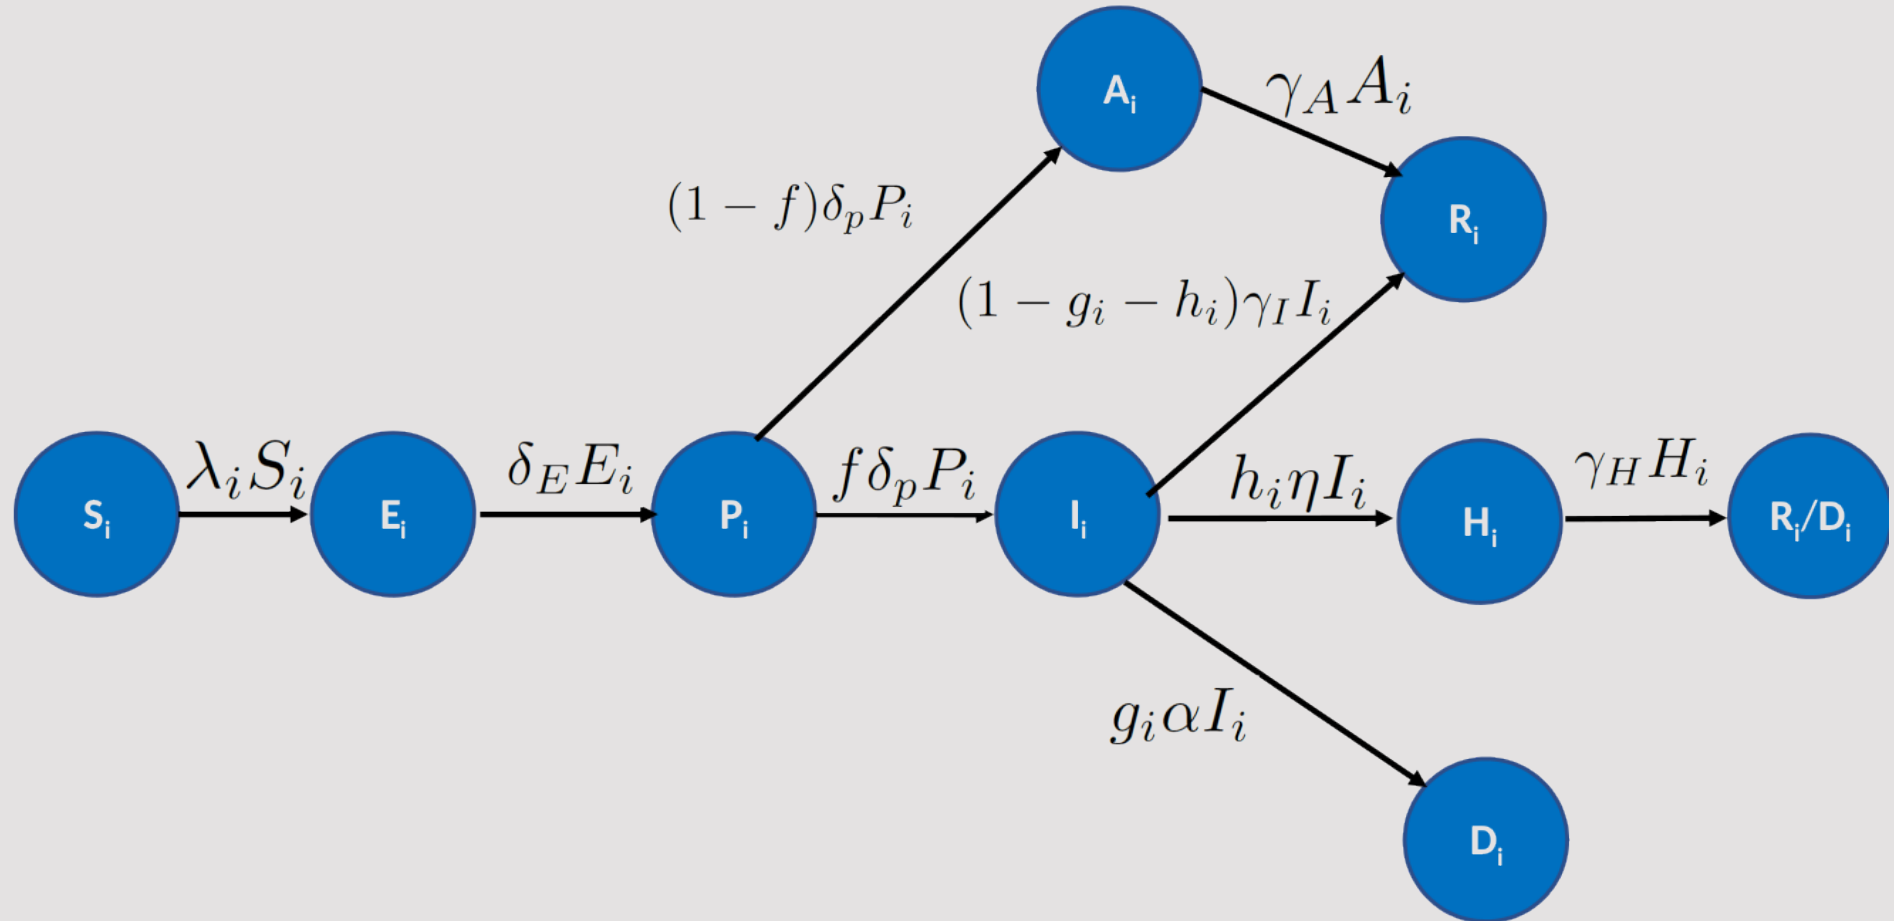 A_i
γ_A A_i
(1 − f)δ_p P_i
R_i
(1 − g_i − h_i)γ_I I_i
S_i
λ_i S_i
E_i
δ_E E_i
P_i
fδ_p P_i
I_i
h_i η I_i
H_i
γ_H H_i
R_i/D_i
g_i α I_i
D_i